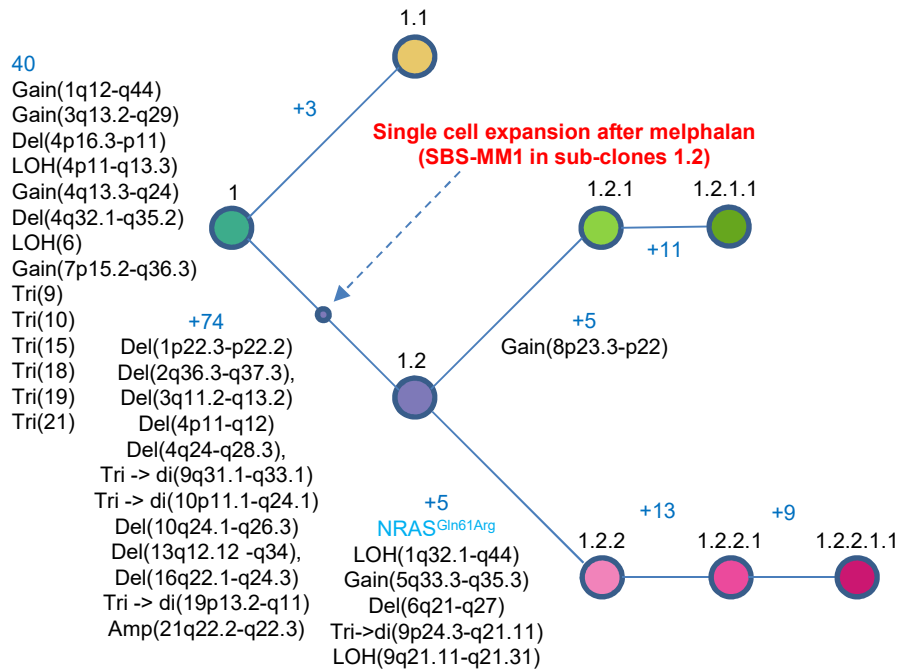 1.1
40
Gain(1q12-q44)
Gain(3q13.2-q29)
Del(4p16.3-p11)
LOH(4p11-q13.3)
Gain(4q13.3-q24)
Del(4q32.1-q35.2)
LOH(6)
Gain(7p15.2-q36.3)
Tri(9)
Tri(10)
Tri(15)
Tri(18)
Tri(19)
Tri(21)
+3
Single cell expansion after melphalan
(SBS-MM1 in sub-clones 1.2)
1
1.2.1
1.2.1.1
+11
+74
Del(1p22.3-p22.2)
Del(2q36.3-q37.3),
Del(3q11.2-q13.2)
Del(4p11-q12)
Del(4q24-q28.3),
Tri -> di(9q31.1-q33.1)
Tri -> di(10p11.1-q24.1)
Del(10q24.1-q26.3)
Del(13q12.12 -q34),
Del(16q22.1-q24.3)
Tri -> di(19p13.2-q11)
Amp(21q22.2-q22.3)
+5
Gain(8p23.3-p22)
1.2
+5
NRASGln61Arg
LOH(1q32.1-q44)
Gain(5q33.3-q35.3)
Del(6q21-q27)
Tri->di(9p24.3-q21.11)
LOH(9q21.11-q21.31)
+13
+9
1.2.2
1.2.2.1
1.2.2.1.1